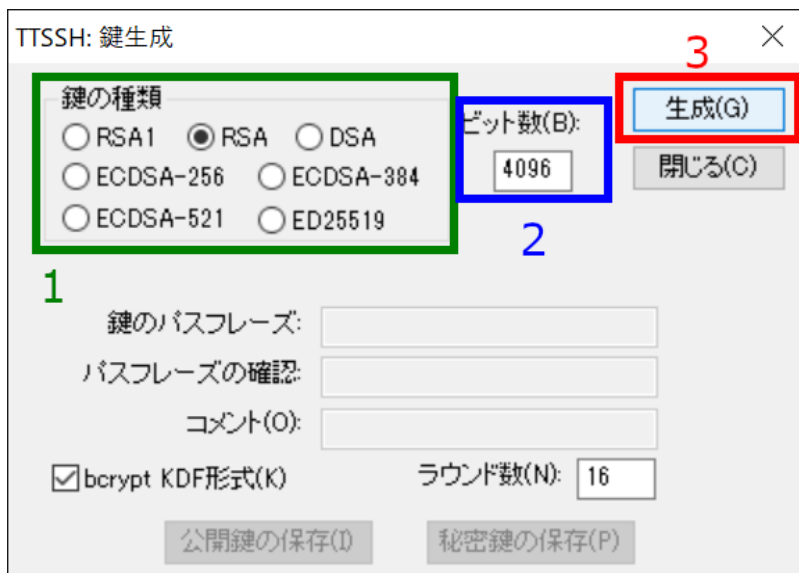 TTSSH: 鍵生成
3
鍵の種類
RSA1 RSA DSA
ECDSA-256 ECDSA-384
ECDSA-521 ED25519
1
ビット数(B):
4096
2
生成(G)
閉じる(C)
鍵のパスフレーズ:
パスフレーズの確認:
コメント(O):
bcrypt KDF形式(K) ラウンド数(N): 16
公開鍵の保存(I) 秘密鍵の保存(P)